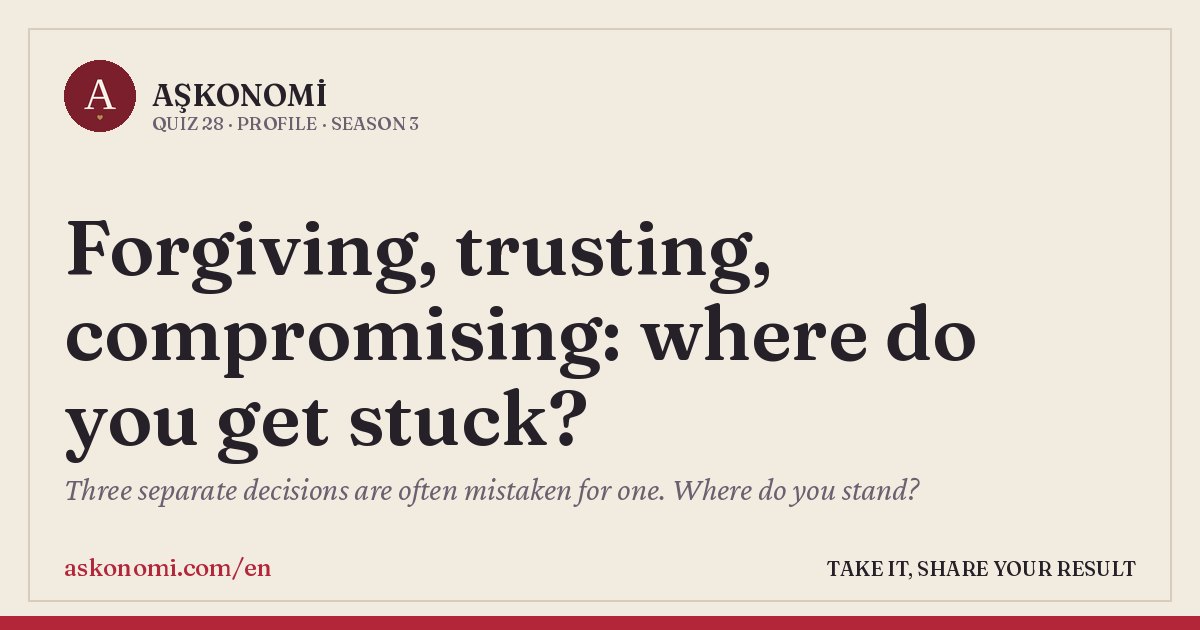 A
AŞKONOMİ
QUIZ 28 · PROFILE · SEASON 3
Forgiving, trusting,
compromising: where do
you get stuck?
Three separate decisions are often mistaken for one. Where do you stand?
askonomi.com/en
TAKE IT, SHARE YOUR RESULT